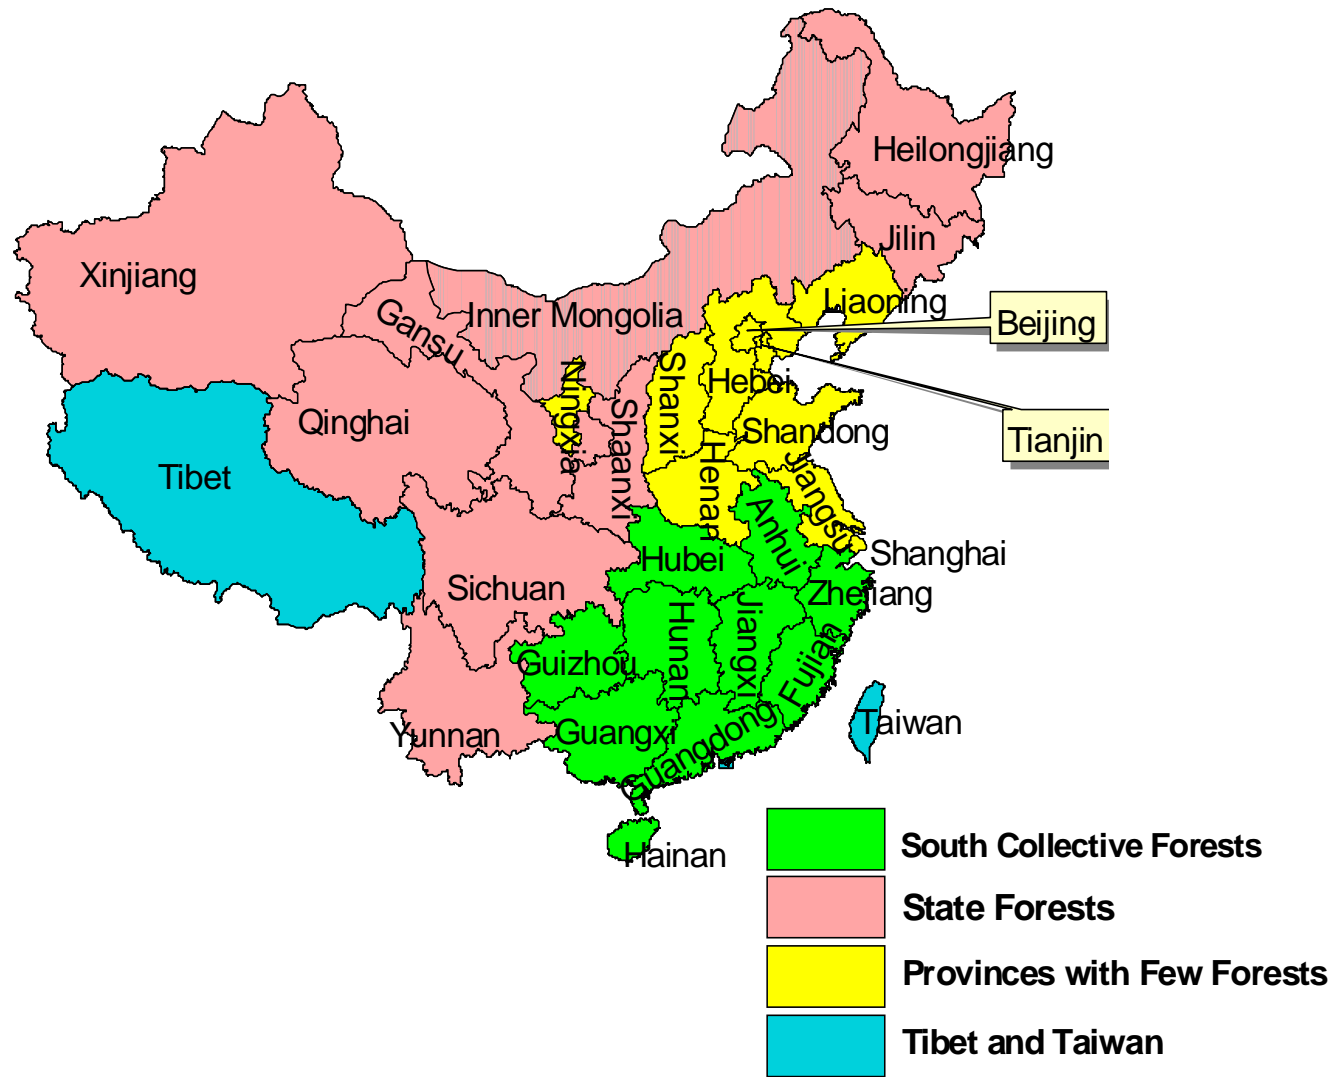 Heilongjiang
Jilin
Xinjiang
Liaoning
Inner Mongolia
Gansu
Beijing
Ningxia
Shaanxi
Shanxi
Hebei
Qinghai
Shandong
Tianjin
Tibet
Henan
Jiangsu
Anhui
Shanghai
Hubei
Sichuan
Zhejiang
Hunan
Jiangxi
Fujian
Guizhou
Yunnan
Guangxi
Guangdong
Taiwan
Hainan
South Collective Forests
State Forests
Provinces with Few Forests
Tibet and Taiwan